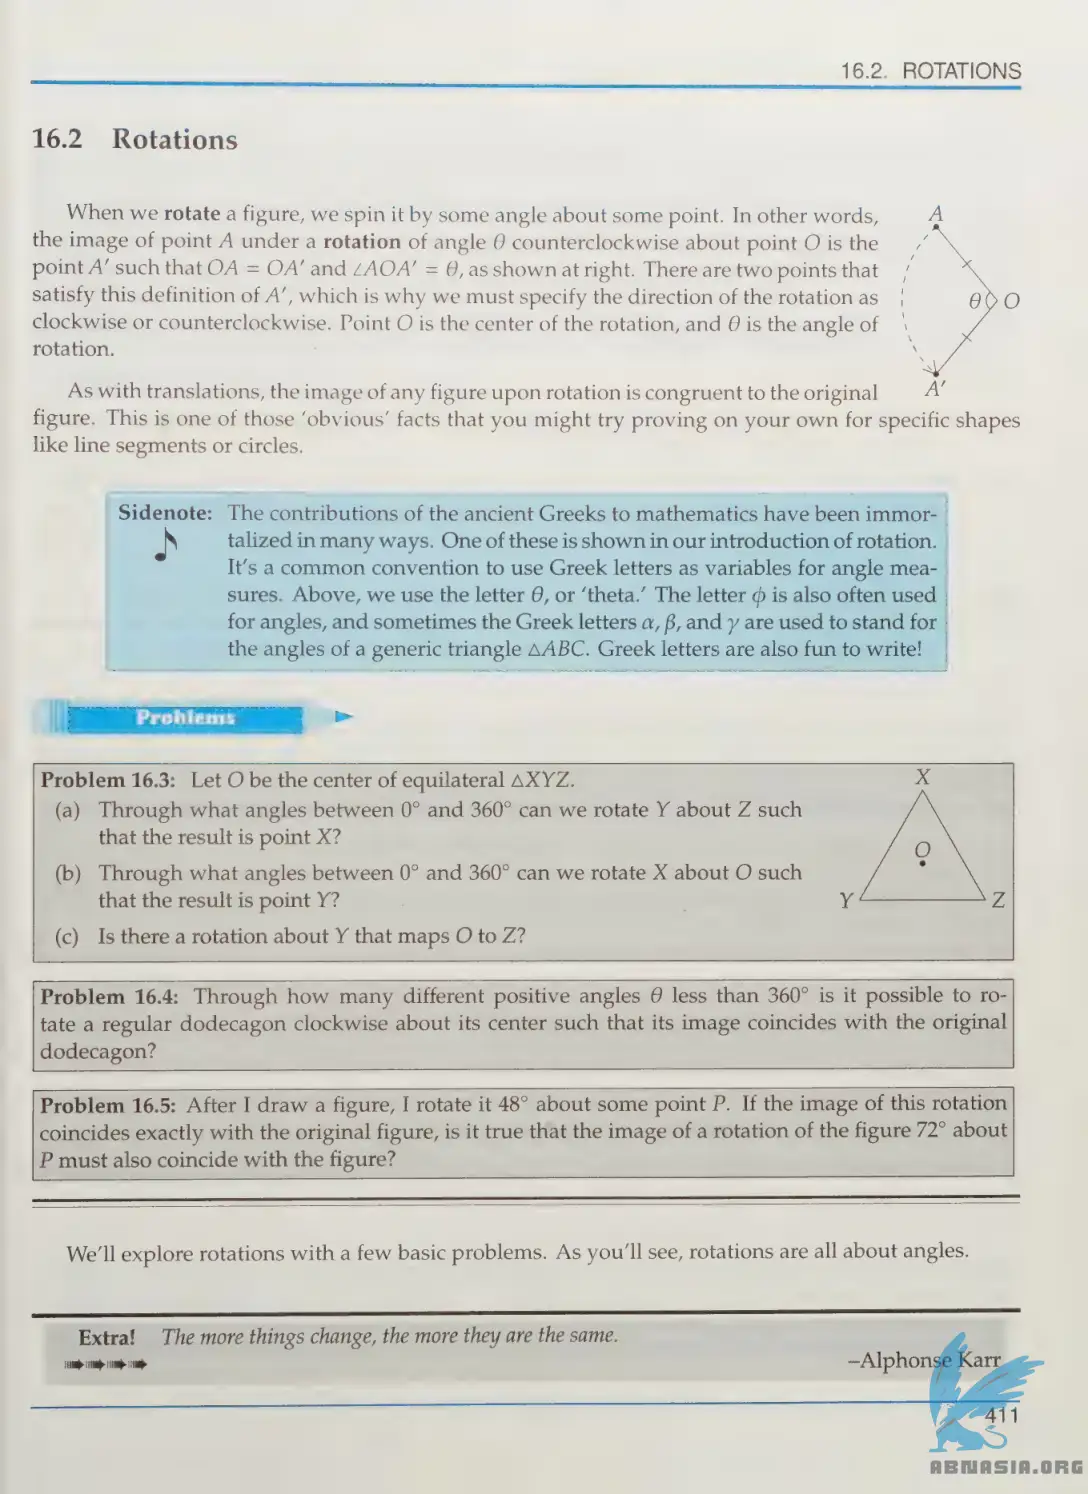 16.2. ROTATIONS
16.2 Rotations
When we rotate a figure, we spin it by some angle about some point. In other words,
the image of point A under a rotation of angle θ counterclockwise about point O is the
point A′ such that OA = OA′ and ∠AOA′ = θ, as shown at right. There are two points that
satisfy this definition of A′, which is why we must specify the direction of the rotation as
clockwise or counterclockwise. Point O is the center of the rotation, and θ is the angle of
rotation.
A
θ
O
A′
As with translations, the image of any figure upon rotation is congruent to the original
figure. This is one of those 'obvious' facts that you might try proving on your own for specific shapes
like line segments or circles.
Sidenote: The contributions of the ancient Greeks to mathematics have been immor-
talized in many ways. One of these is shown in our introduction of rotation.
It's a common convention to use Greek letters as variables for angle mea-
sures. Above, we use the letter θ, or 'theta.' The letter ϕ is also often used
for angles, and sometimes the Greek letters α, β, and γ are used to stand for
the angles of a generic triangle △ABC. Greek letters are also fun to write!
Problems
Problem 16.3: Let O be the center of equilateral △XYZ.
(a) Through what angles between 0° and 360° can we rotate Y about Z such
that the result is point X?
(b) Through what angles between 0° and 360° can we rotate X about O such
that the result is point Y?
(c) Is there a rotation about Y that maps O to Z?
X
O
Y
Z
Problem 16.4: Through how many different positive angles θ less than 360° is it possible to ro-
tate a regular dodecagon clockwise about its center such that its image coincides with the original
dodecagon?
Problem 16.5: After I draw a figure, I rotate it 48° about some point P. If the image of this rotation
coincides exactly with the original figure, is it true that the image of a rotation of the figure 72° about
P must also coincide with the figure?
We'll explore rotations with a few basic problems. As you'll see, rotations are all about angles.
Extra! The more things change, the more they are the same.
–Alphonse Karr
411
ABNASIA.ORG